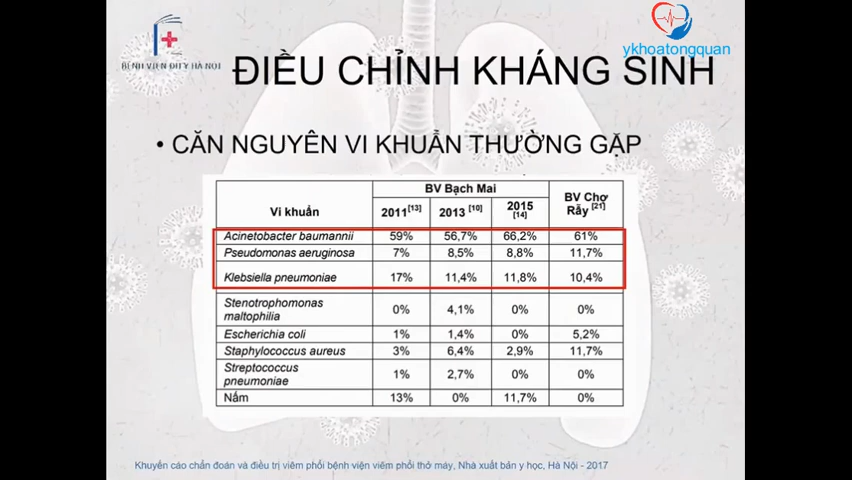 ykhoatongquan
BỆNH VIỆN ĐH Y HÀ NỘI
ĐIỀU CHỈNH KHÁNG SINH
• CĂN NGUYÊN VI KHUẨN THƯỜNG GẶP
Vi khuẩn BV Bạch Mai BV Chợ Rẫy [21]
2011[13] 2013 [10] 2015 [14]
Acinetobacter baumannii 59% 56,7% 66,2% 61%
Pseudomonas aeruginosa 7% 8,5% 8,8% 11,7%
Klebsiella pneumoniae 17% 11,4% 11,8% 10,4%
Stenotrophomonas maltophilia 0% 4,1% 0% 0%
Escherichia coli 1% 1,4% 0% 5,2%
Staphylococcus aureus 3% 6,4% 2,9% 11,7%
Streptococcus pneumoniae 1% 2,7% 0% 0%
Nấm 13% 0% 11,7% 0%
Khuyến cáo chẩn đoán và điều trị viêm phổi bệnh viện viêm phổi thở máy, Nhà xuất bản y học, Hà Nội - 2017